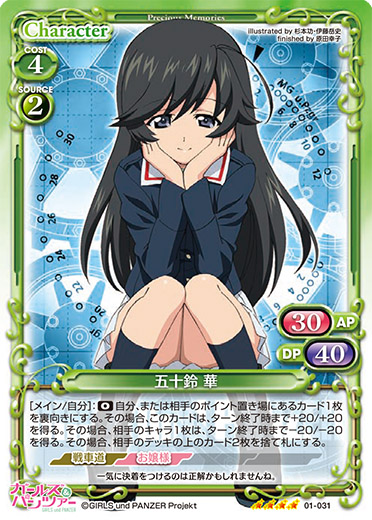 Precious Memories
Character
illustrated by 杉本功・伊藤岳史
finished by 原田幸子
COST
4
SOURCE
2
30 AP
DP 40
五十鈴 華
[メイン/自分]:自分、または相手のポイント置き場にあるカード1枚
を裏向きにする。その場合、このカードは、ターン終了時まで+20/+20
を得る。その場合、相手のキャラ1枚は、ターン終了時まで-20/-20
を得る。その場合、相手のデッキの上のカード2枚を捨て札にする。
戦車道 お嬢様
一気に決着をつけるのは正解かもしれませんね。
ガールズ&パンツァー
GIRLS und PANZER
©GIRLS und PANZER Projekt
01-031